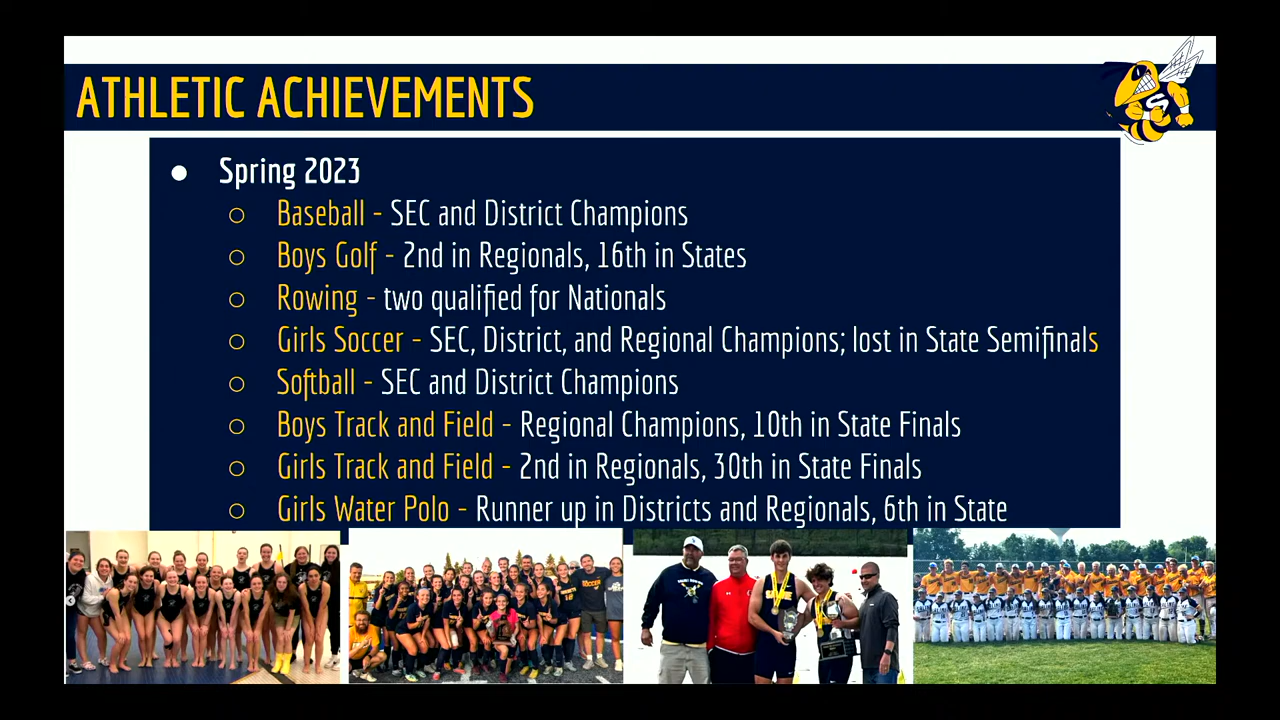 ATHLETIC ACHIEVEMENTS
● Spring 2023
○ Baseball - SEC and District Champions
○ Boys Golf - 2nd in Regionals, 16th in States
○ Rowing - two qualified for Nationals
○ Girls Soccer - SEC, District, and Regional Champions; lost in State Semifinals
○ Softball - SEC and District Champions
○ Boys Track and Field - Regional Champions, 10th in State Finals
○ Girls Track and Field - 2nd in Regionals, 30th in State Finals
○ Girls Water Polo - Runner up in Districts and Regionals, 6th in State